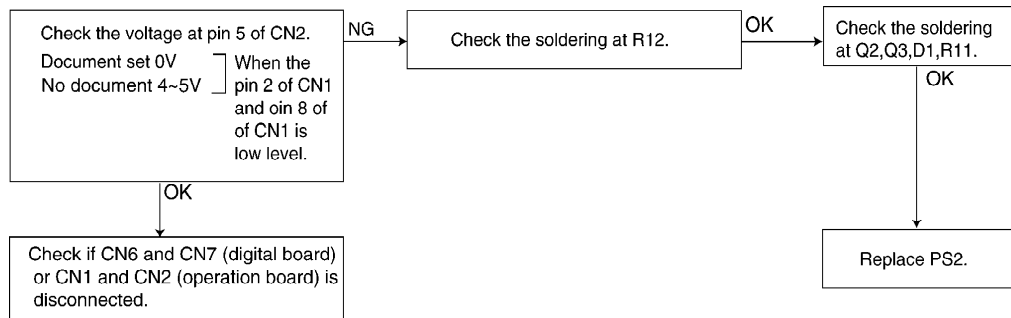 Check the voltage at pin 5 of CN2.
Document set 0V
No document 4~5V
When the
pin 2 of CN1
and oin 8 of
of CN1 is
low level.
NG
Check the soldering at R12.
OK
Check the soldering
at Q2,Q3,D1,R11.
OK
OK
Check if CN6 and CN7 (digital board)
or CN1 and CN2 (operation board) is
disconnected.
Replace PS2.